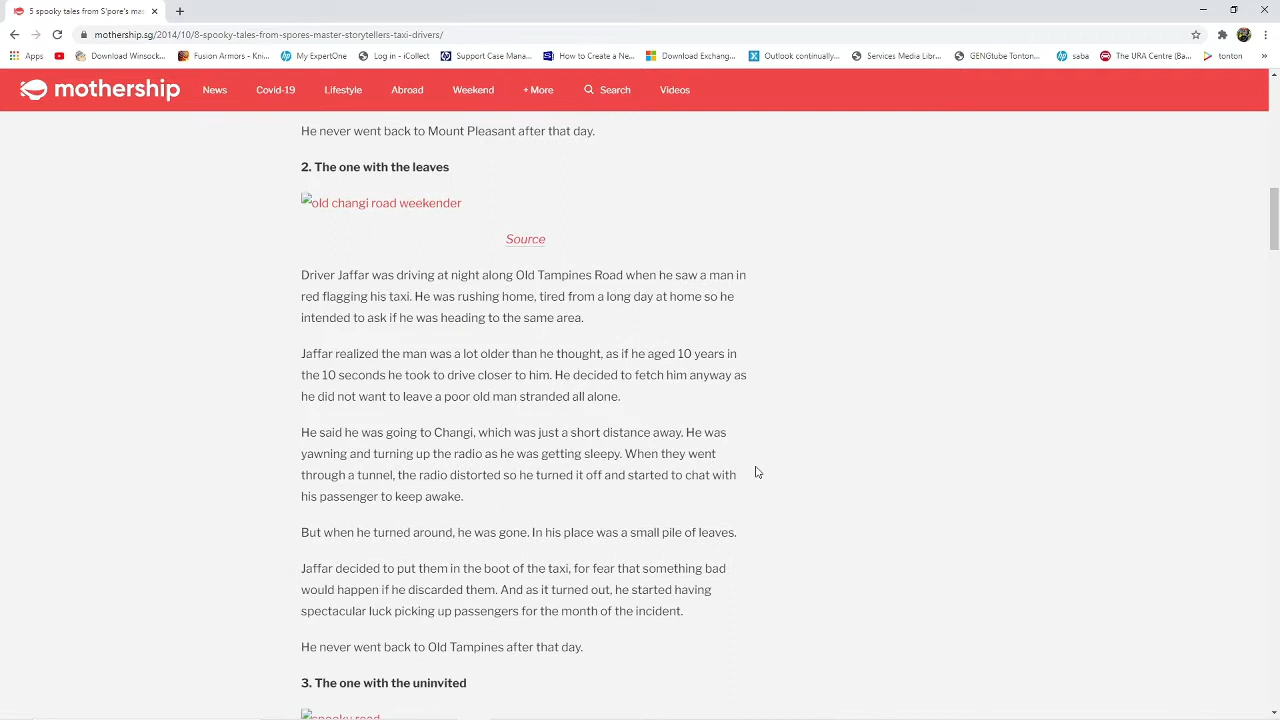 5 spooky tales from S'pore's mas
mothership.sg/2014/10/8-spooky-tales-from-spores-master-storytellers-taxi-drivers/
Apps
Download Winsock...
Fusion Armors - Kni...
My ExpertOne
Log in - iCollect
Support Case Mana...
How to Create a Ne...
Download Exchang...
Outlook continually...
Services Media Libr...
GENGtube Network...
saba
The URA Centre (Ba...
tonton
mothership News Covid-19 Lifestyle Abroad Weekend + More Search Videos
He never went back to Mount Pleasant after that day.
2. The one with the leaves
old changi road weekender
Source
Driver Jaffar was driving at night along Old Tampines Road when he saw a man in
red flagging his taxi. He was rushing home, tired from a long day at home so he
intended to ask if he was heading to the same area.
Jaffar realized the man was a lot older than he thought, as if he aged 10 years in
the 10 seconds he took to drive closer to him. He decided to fetch him anyway as
he did not want to leave a poor old man stranded all alone.
He said he was going to Changi, which was just a short distance away. He was
yawning and turning up the radio as he was getting sleepy. When they went
through a tunnel, the radio distorted so he turned it off and started to chat with
his passenger to keep awake.
But when he turned around, he was gone. In his place was a small pile of leaves.
Jaffar decided to put them in the boot of the taxi, for fear that something bad
would happen if he discarded them. And as it turned out, he started having
spectacular luck picking up passengers for the month of the incident.
He never went back to Old Tampines after that day.
3. The one with the uninvited
spooky road